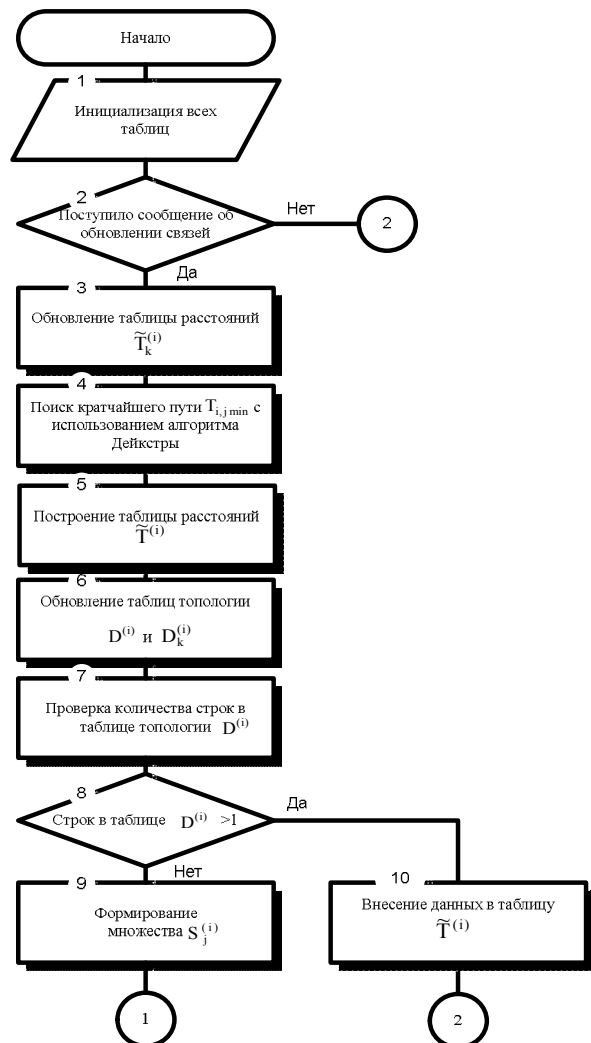 Начало
1
Инициализация всех
таблиц
2
Поступило сообщение об
обновлении связей
Нет
2
Да
3
Обновление таблицы расстояний
T̃ₖ⁽ⁱ⁾
4
Поиск кратчайшего пути T i,j min с
использованием алгоритма
Дейкстры
5
Построение таблицы расстояний
T̃⁽ⁱ⁾
6
Обновление таблиц топологии
D⁽ⁱ⁾ и Dₖ⁽ⁱ⁾
7
Проверка количества строк в
таблице топологии D⁽ⁱ⁾
8
Строк в таблице D⁽ⁱ⁾ >1
Да
Нет
9
Формирование
множества Sⱼ⁽ⁱ⁾
10
Внесение данных в таблицу
T̃⁽ⁱ⁾
1
2